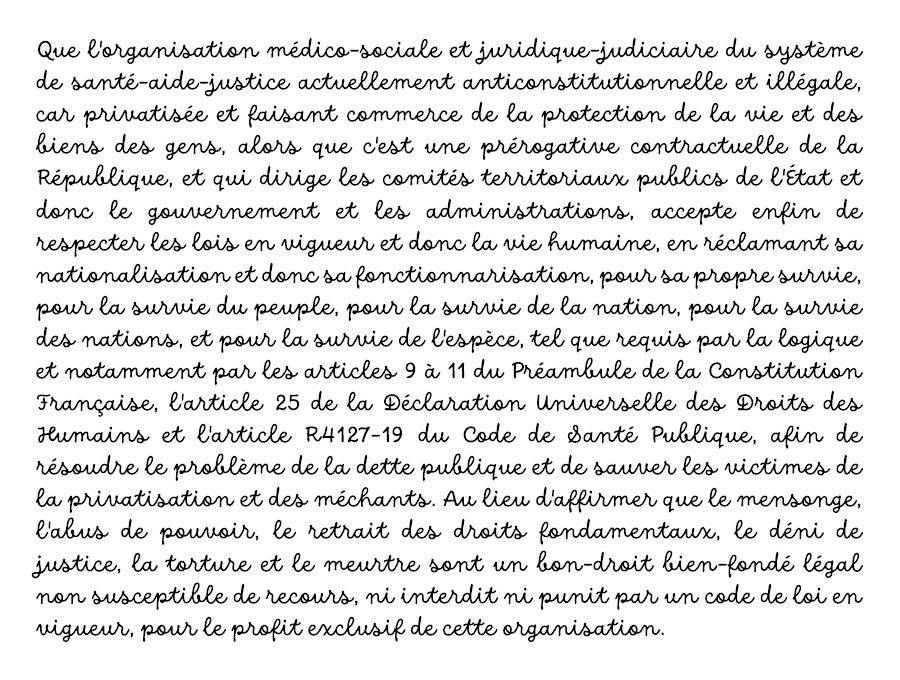 Que l'organisation médico-sociale et juridique-judiciaire du système
de santé-aide-justice actuellement anticonstitutionnelle et illégale,
car privatisée et faisant commerce de la protection de la vie et des
biens des gens, alors que c'est une prérogative contractuelle de la
République, et qui dirige les comités territoriaux publics de l'État et
donc le gouvernement et les administrations, accepte enfin de
respecter les lois en vigueur et donc la vie humaine, en réclamant sa
nationalisation et donc sa fonctionnarisation, pour sa propre survie,
pour la survie du peuple, pour la survie de la nation, pour la survie
des nations, et pour la survie de l'espèce, tel que requis par la logique
et notamment par les articles 9 à 11 du Préambule de la Constitution
Française, l'article 25 de la Déclaration Universelle des Droits des
Humains et l'article R4127-19 du Code de Santé Publique, afin de
résoudre le problème de la dette publique et de sauver les victimes de
la privatisation et des méchants. Au lieu d'affirmer que le mensonge,
l'abus de pouvoir, le retrait des droits fondamentaux, le déni de
justice, la torture et le meurtre sont un bon-droit bien-fondé légal
non susceptible de recours, ni interdit ni punit par un code de loi en
vigueur, pour le profit exclusif de cette organisation.